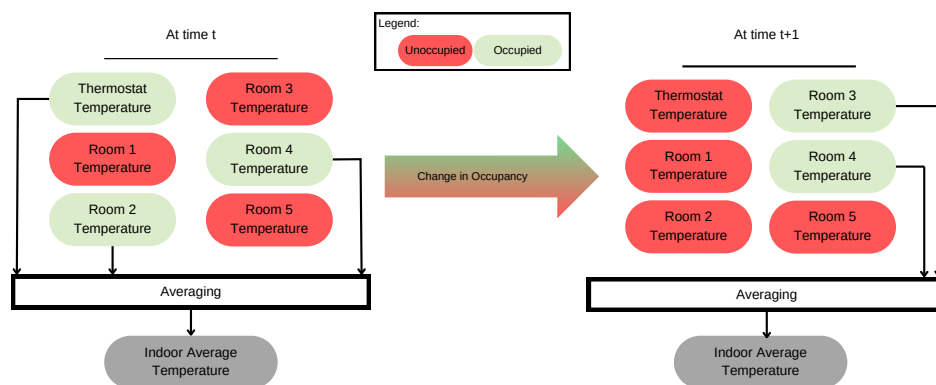 Legend:
Unoccupied
Occupied
At time t
Thermostat
Temperature
Room 3
Temperature
Room 1
Temperature
Room 4
Temperature
Room 2
Temperature
Room 5
Temperature
Averaging
Indoor Average
Temperature
Change in Occupancy
At time t+1
Thermostat
Temperature
Room 3
Temperature
Room 1
Temperature
Room 4
Temperature
Room 2
Temperature
Room 5
Temperature
Averaging
Indoor Average
Temperature